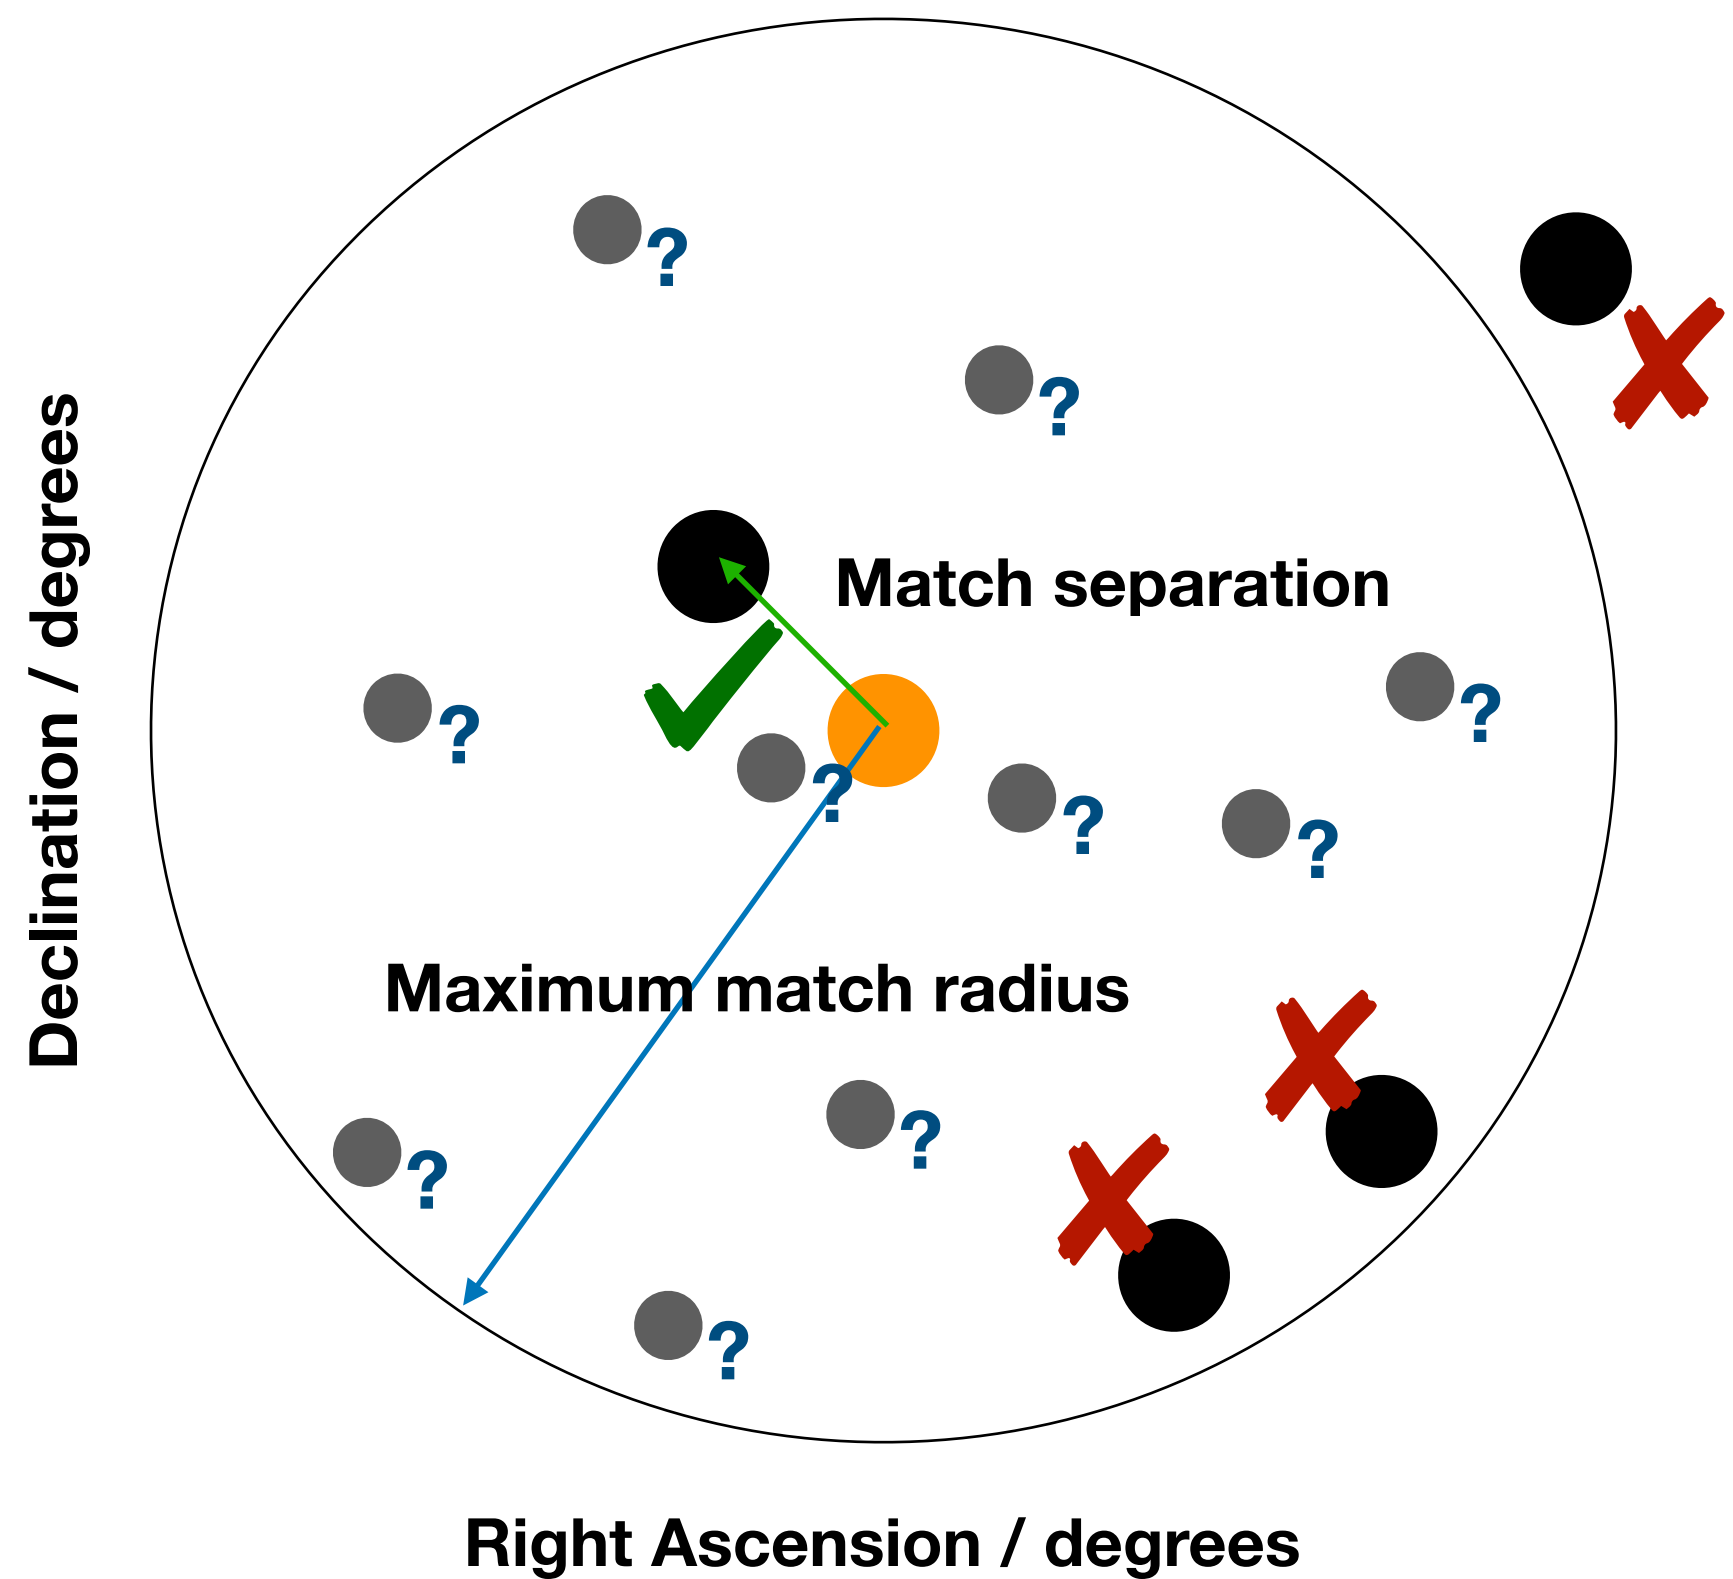 ?
?
Match separation
?
?
?
?
?
Declination / degrees
Maximum match radius
?
?
?
Right Ascension / degrees